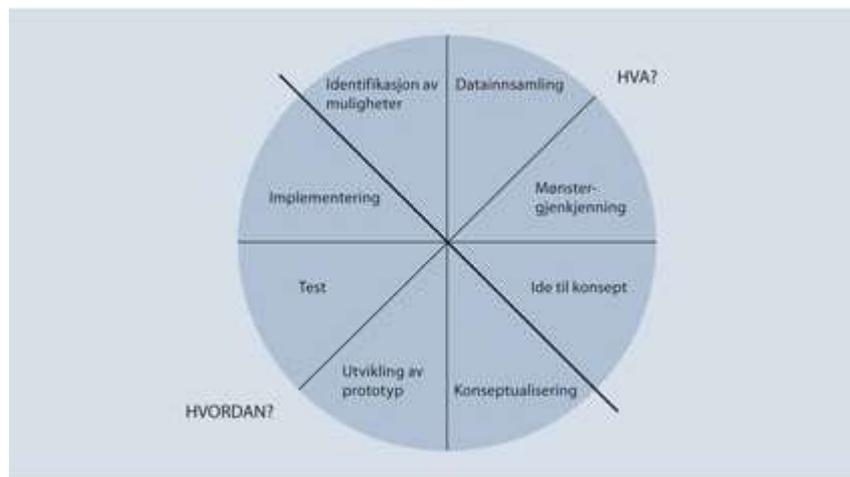 Identifikasjon av
muligheter
Datainnsamling
HVA?
Mønster-
gjenkjenning
Ide til konsept
Konseptualisering
Utvikling av
prototyp
HVORDAN?
Test
Implementering